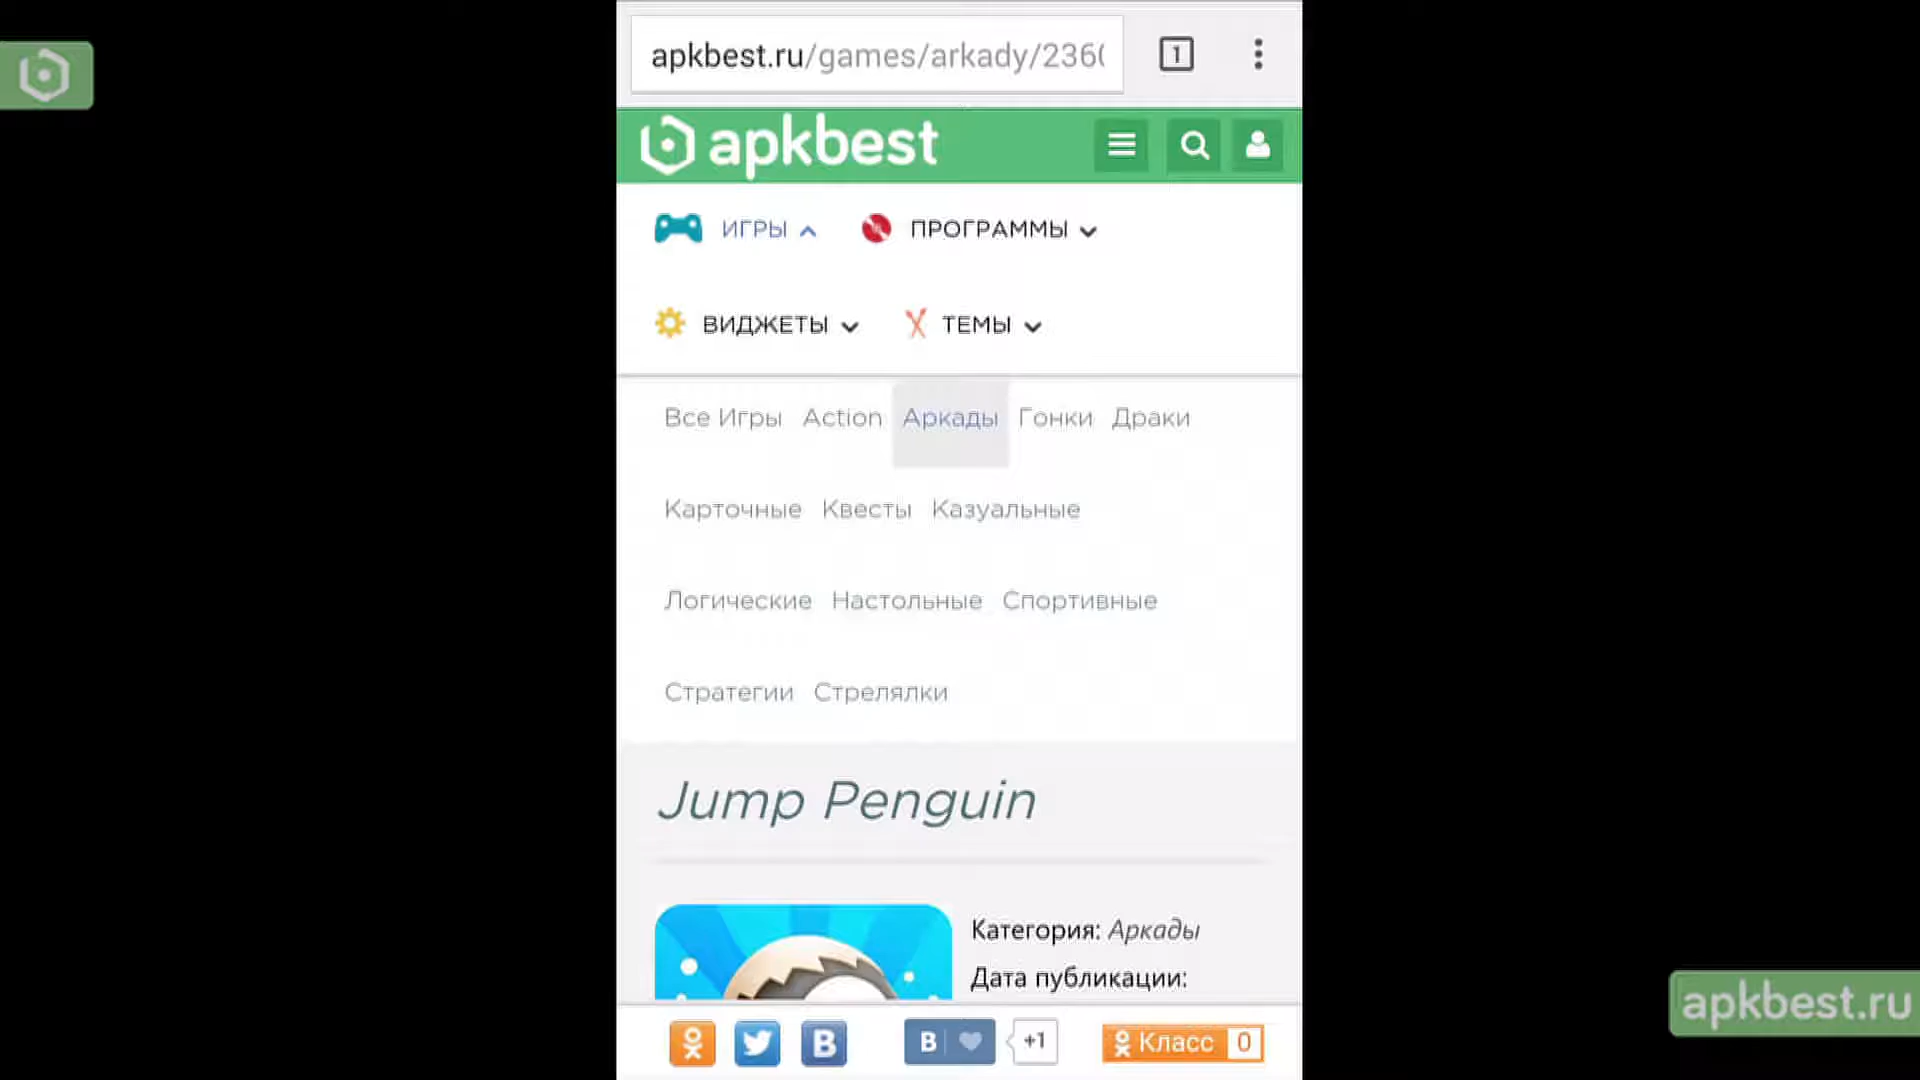 apkbest.ru/games/arkady/236
1
apkbest
ИГРЫ ПРОГРАММЫ
ВИДЖЕТЫ ТЕМЫ
Все Игры Action Аркады Гонки Драки
Карточные Квесты Казуальные
Логические Настольные Спортивные
Стратегии Стрелялки
Jump Penguin
Категория: Аркады
Дата публикации:
B +1 Класс 0
apkbest.ru